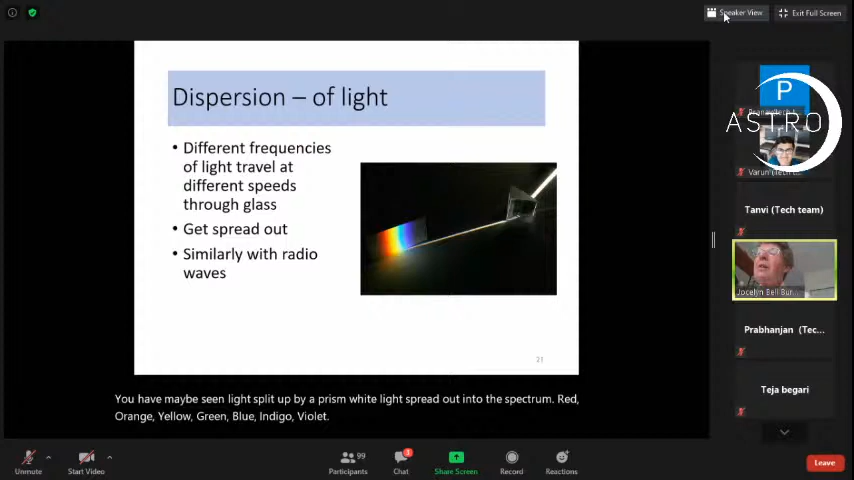 Speaker View
Exit Full Screen
Dispersion – of light
• Different frequencies
of light travel at
different speeds
through glass
• Get spread out
• Similarly with radio
waves
21
You have maybe seen light split up by a prism white light spread out into the spectrum. Red,
Orange, Yellow, Green, Blue, Indigo, Violet.
P
ASTRO
Varun (Tech t...
Tanvi (Tech team)
Jocelyn Bell Bur...
Prabhanjan (Tec...
Teja begari
Unmute
Start Video
Participants
99
Chat
3
Share Screen
Record
Reactions
Leave